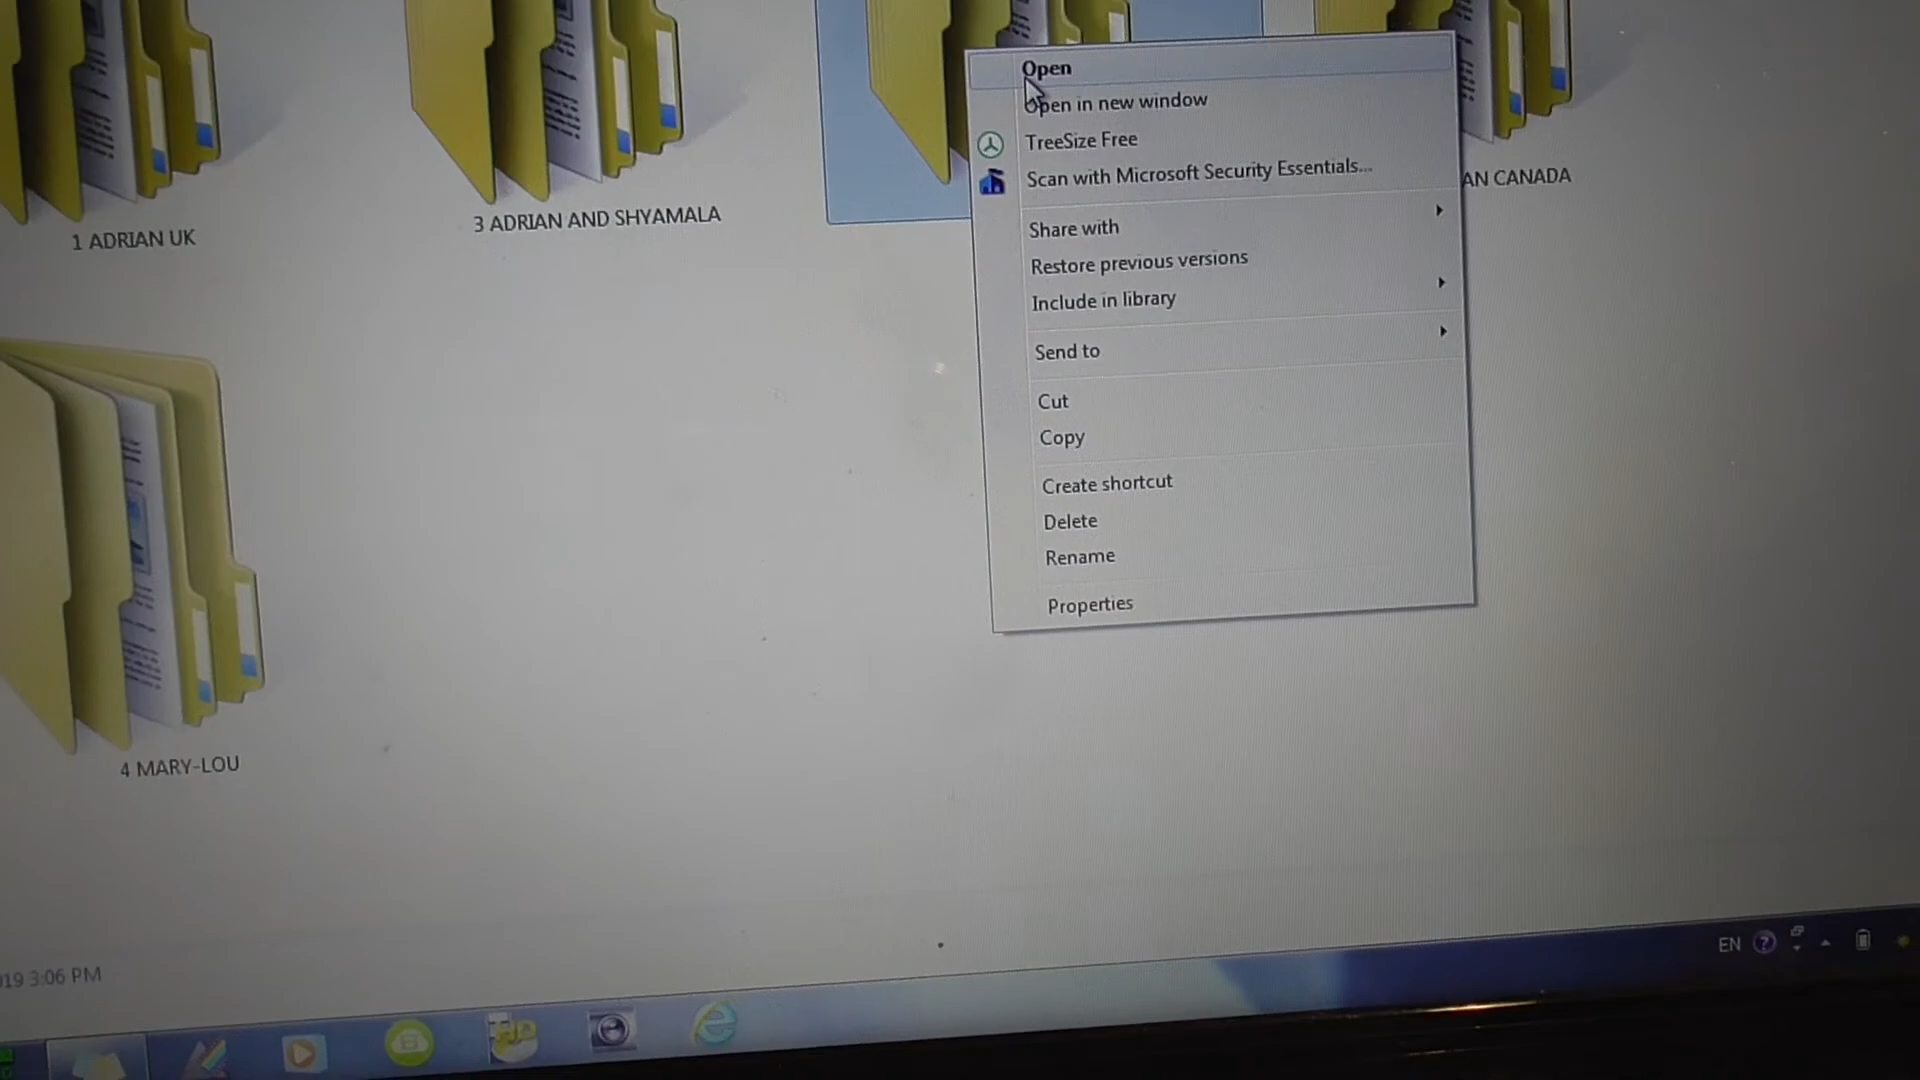 Open
Open in new window
TreeSize Free
Scan with Microsoft Security Essentials...
Share with
Restore previous versions
Include in library
Send to
Cut
Copy
Create shortcut
Delete
Rename
Properties
1 ADRIAN UK
3 ADRIAN AND SHYAMALA
AN CANADA
4 MARY-LOU
19 3:06 PM
EN
?